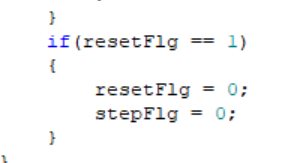 }
if(resetFlg == 1)
{
resetFlg = 0;
stepFlg = 0;
}
}